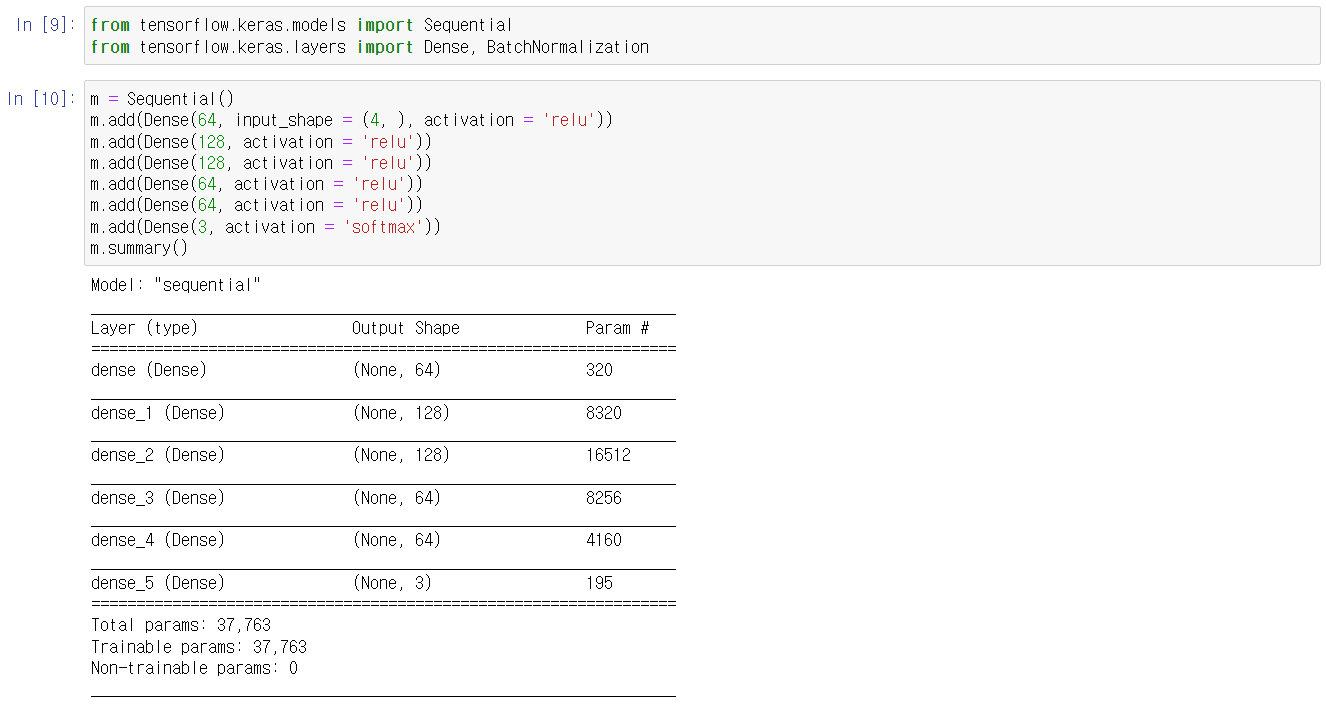 In [9]: from tensorflow.keras.models import Sequential
from tensorflow.keras.layers import Dense, BatchNormalization
In [10]: m = Sequential()
m.add(Dense(64, input_shape = (4, ), activation = 'relu'))
m.add(Dense(128, activation = 'relu'))
m.add(Dense(128, activation = 'relu'))
m.add(Dense(64, activation = 'relu'))
m.add(Dense(64, activation = 'relu'))
m.add(Dense(3, activation = 'softmax'))
m.summary()
Model: "sequential"
_________________________________________________________________
Layer (type)                 Output Shape              Param #
=================================================================
dense (Dense)                (None, 64)                320
_________________________________________________________________
dense_1 (Dense)              (None, 128)               8320
_________________________________________________________________
dense_2 (Dense)              (None, 128)               16512
_________________________________________________________________
dense_3 (Dense)              (None, 64)                8256
_________________________________________________________________
dense_4 (Dense)              (None, 64)                4160
_________________________________________________________________
dense_5 (Dense)              (None, 3)                 195
=================================================================
Total params: 37,763
Trainable params: 37,763
Non-trainable params: 0
_________________________________________________________________